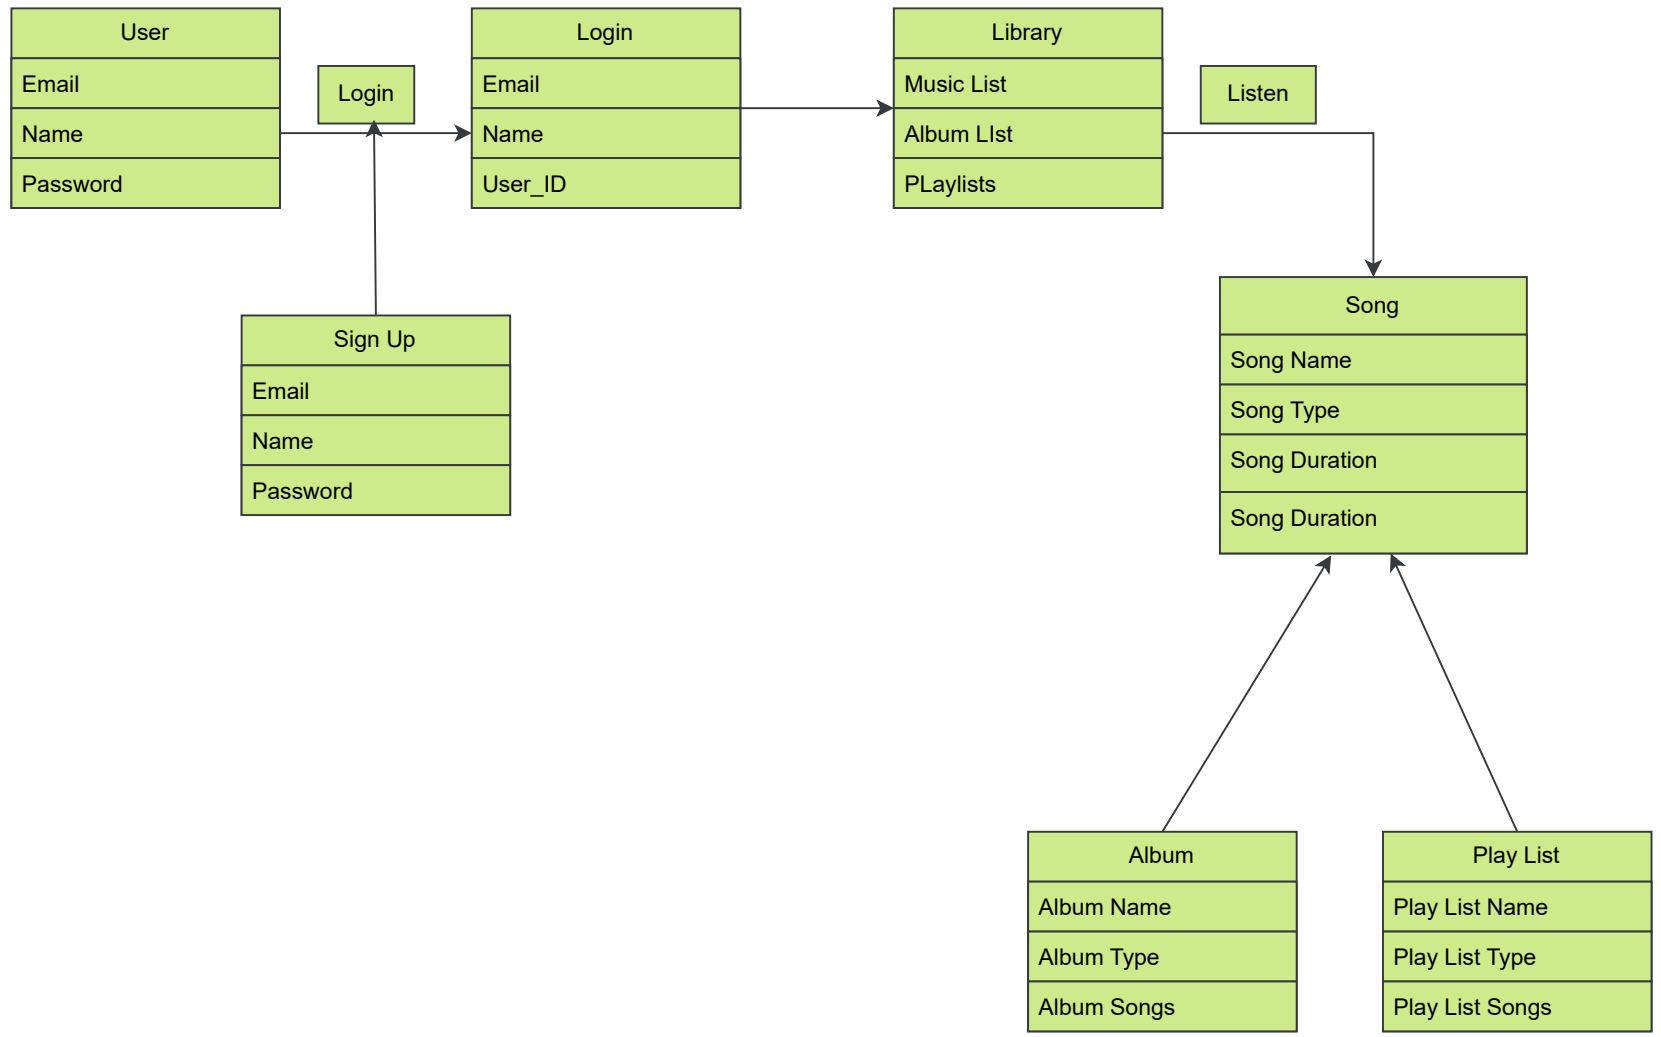 User
Email
Name
Password
Login
Login
Email
Name
User_ID
Library
Music List
Album LIst
PLaylists
Listen
Sign Up
Email
Name
Password
Song
Song Name
Song Type
Song Duration
Song Duration
Album
Album Name
Album Type
Album Songs
Play List
Play List Name
Play List Type
Play List Songs